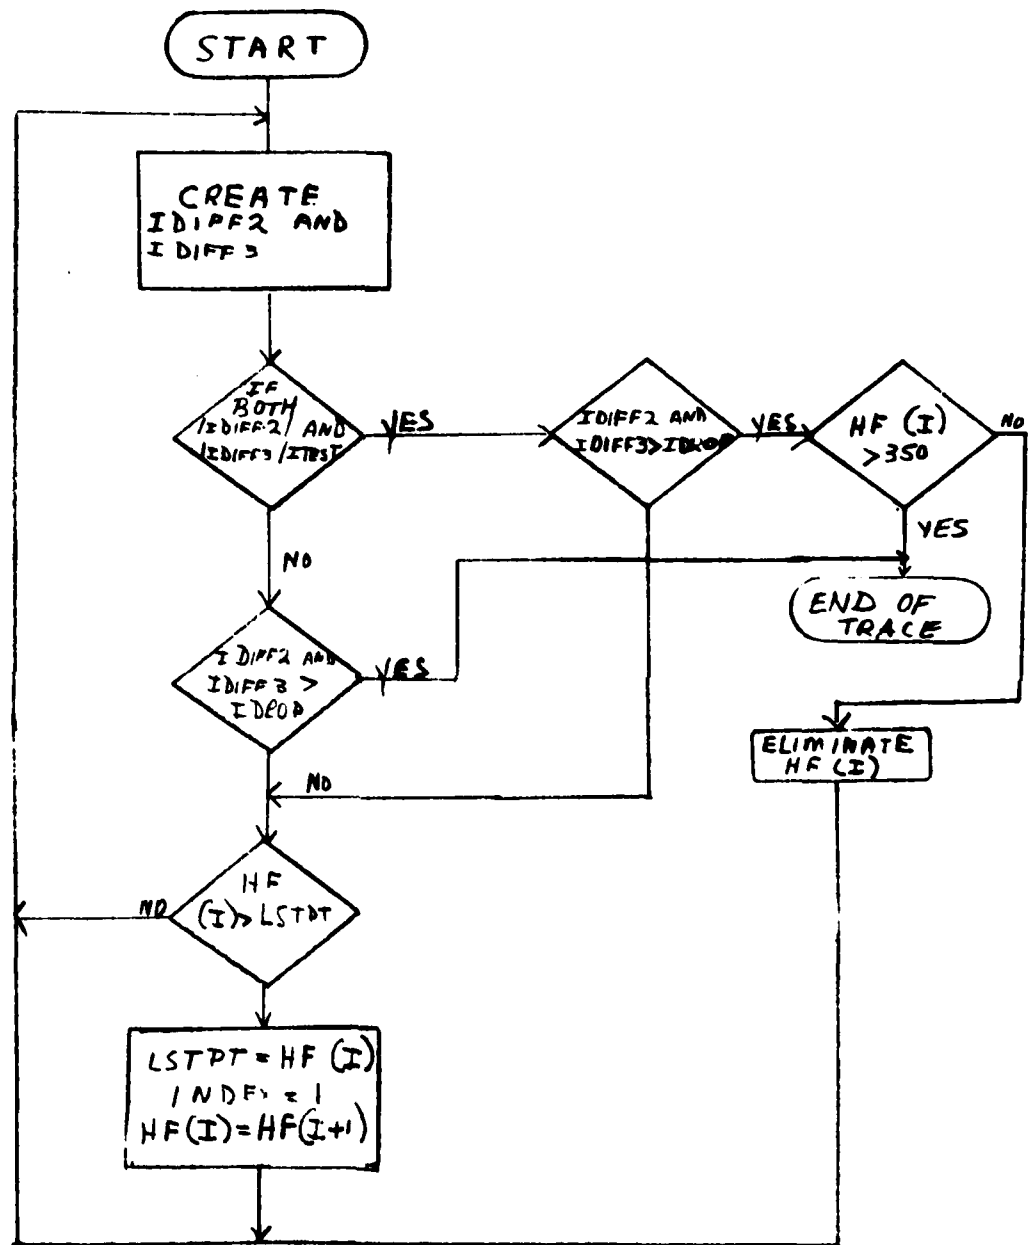 START
CREATE
IDIFF2 AND
IDIFF3
IF
BOTH
/IDIFF2/ AND
/IDIFF3/ITEST
YES
IDIFF2 AND
IDIFF3>IDROP
YES
HF (I)
>350
NO
YES
NO
END OF
TRACE
IDIFF2 AND
IDIFF3 >
IDROP
YES
ELIMINATE
HF (I)
NO
HF
(I)> LSTPT
NO
LSTPT = HF (I)
= 1
HF(I)=HF(I+1)